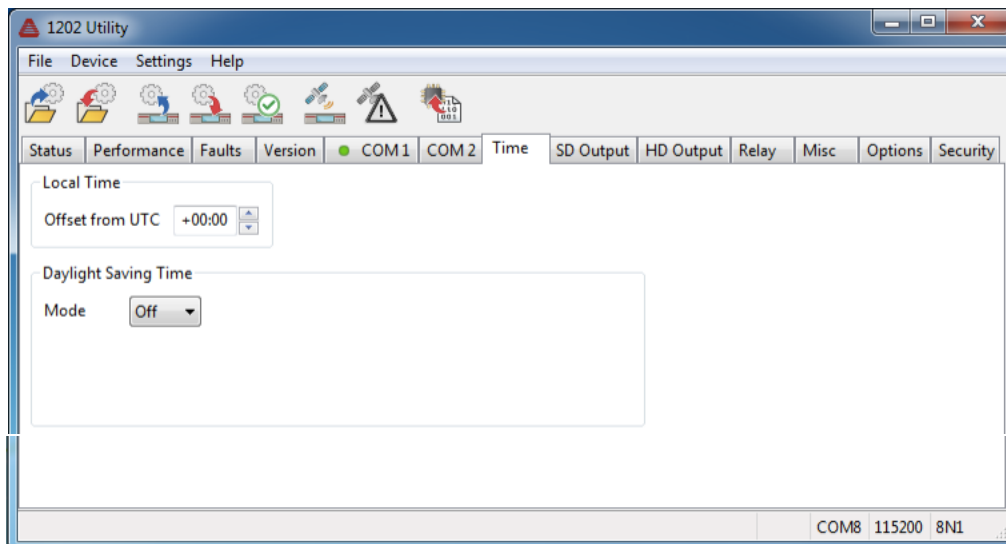 1202 Utility
File Device Settings Help
Status Performance Faults Version COM 1 COM 2 Time SD Output HD Output Relay Misc Options Security
Local Time
Offset from UTC +00:00
Daylight Saving Time
Mode Off
COM8 115200 8N1